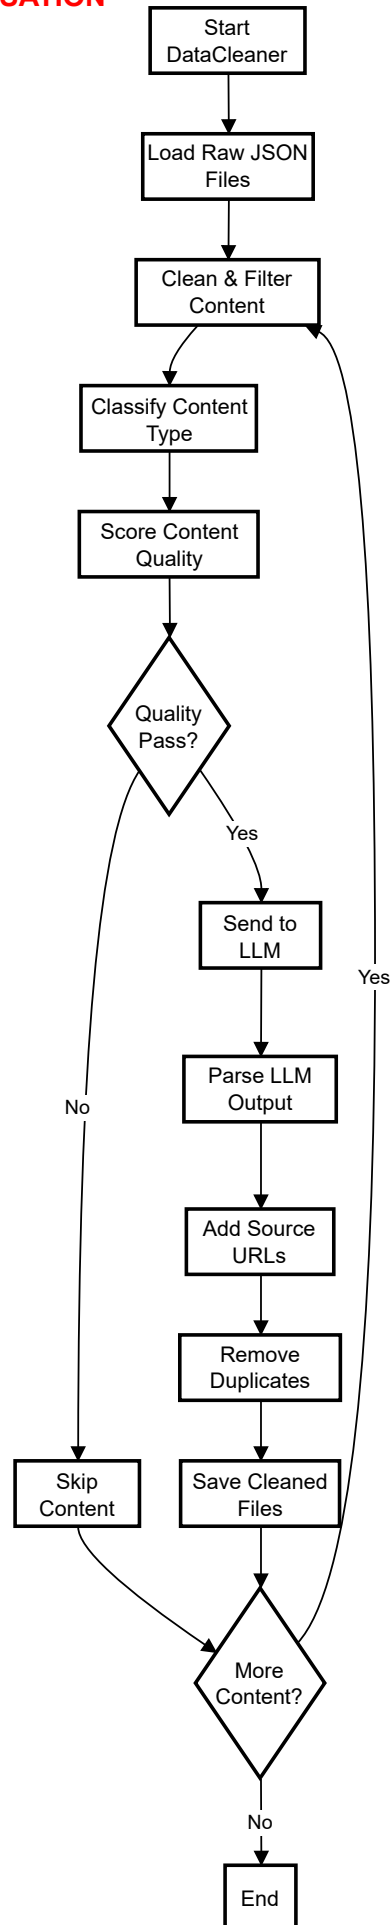 Start
DataCleaner
Load Raw JSON
Files
Clean & Filter
Content
Classify Content
Type
Score Content
Quality
Quality
Pass?
Yes
Send to
LLM
Yes
Parse LLM
Output
No
Add Source
URLs
Remove
Duplicates
Skip
Content
Save Cleaned
Files
More
Content?
No
End